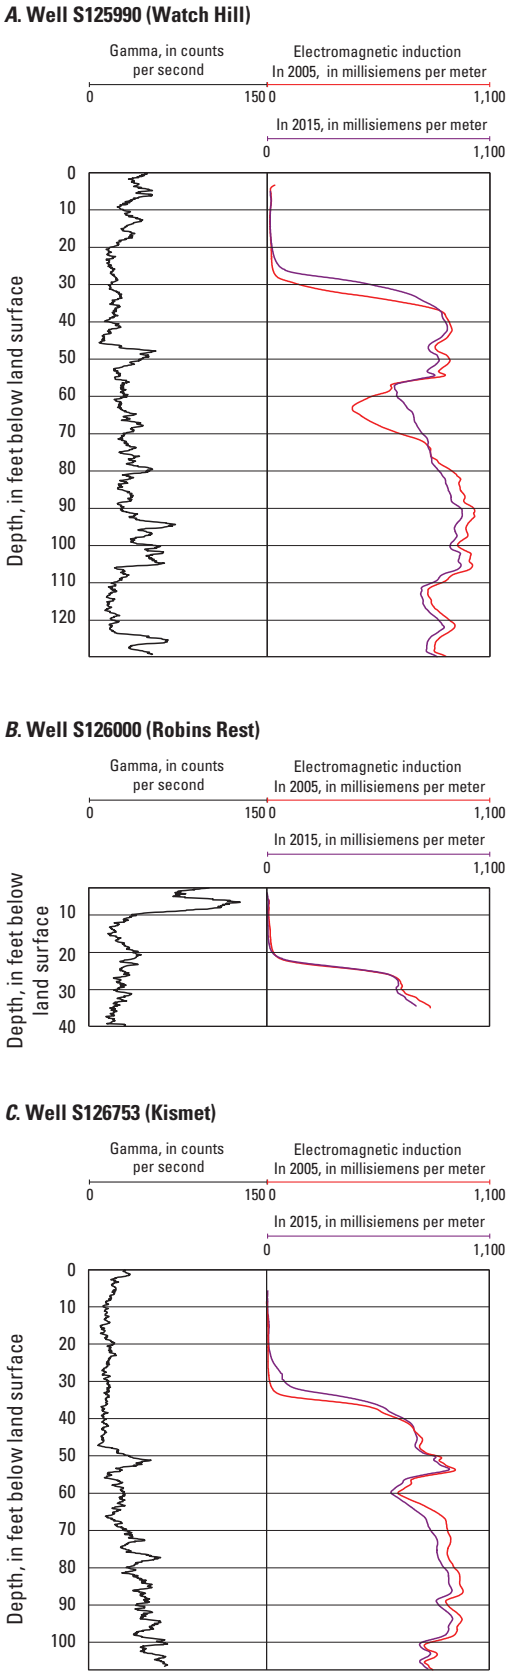 A. Well S125990 (Watch Hill)
Gamma, in counts
per second
Electromagnetic induction
In 2005, in millisiemens per meter
0
150
0
1,100
In 2015, in millisiemens per meter
0
1,100
Depth, in feet below land surface
0
10
20
30
40
50
60
70
80
90
100
110
120
B. Well S126000 (Robins Rest)
Gamma, in counts
per second
Electromagnetic induction
In 2005, in millisiemens per meter
0
150
0
1,100
In 2015, in millisiemens per meter
0
1,100
Depth, in feet below
land surface
10
20
30
40
C. Well S126753 (Kismet)
Gamma, in counts
per second
Electromagnetic induction
In 2005, in millisiemens per meter
0
150
0
1,100
In 2015, in millisiemens per meter
0
1,100
Depth, in feet below land surface
0
10
20
30
40
50
60
70
80
90
100